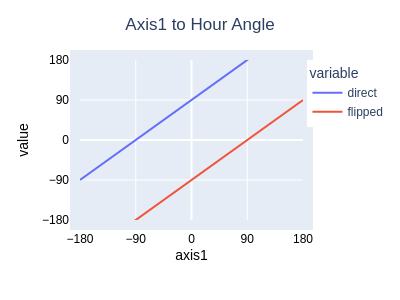 Axis1 to Hour Angle
variable
direct
flipped
value
180
90
0
−90
−180
−180
−90
0
90
180
axis1